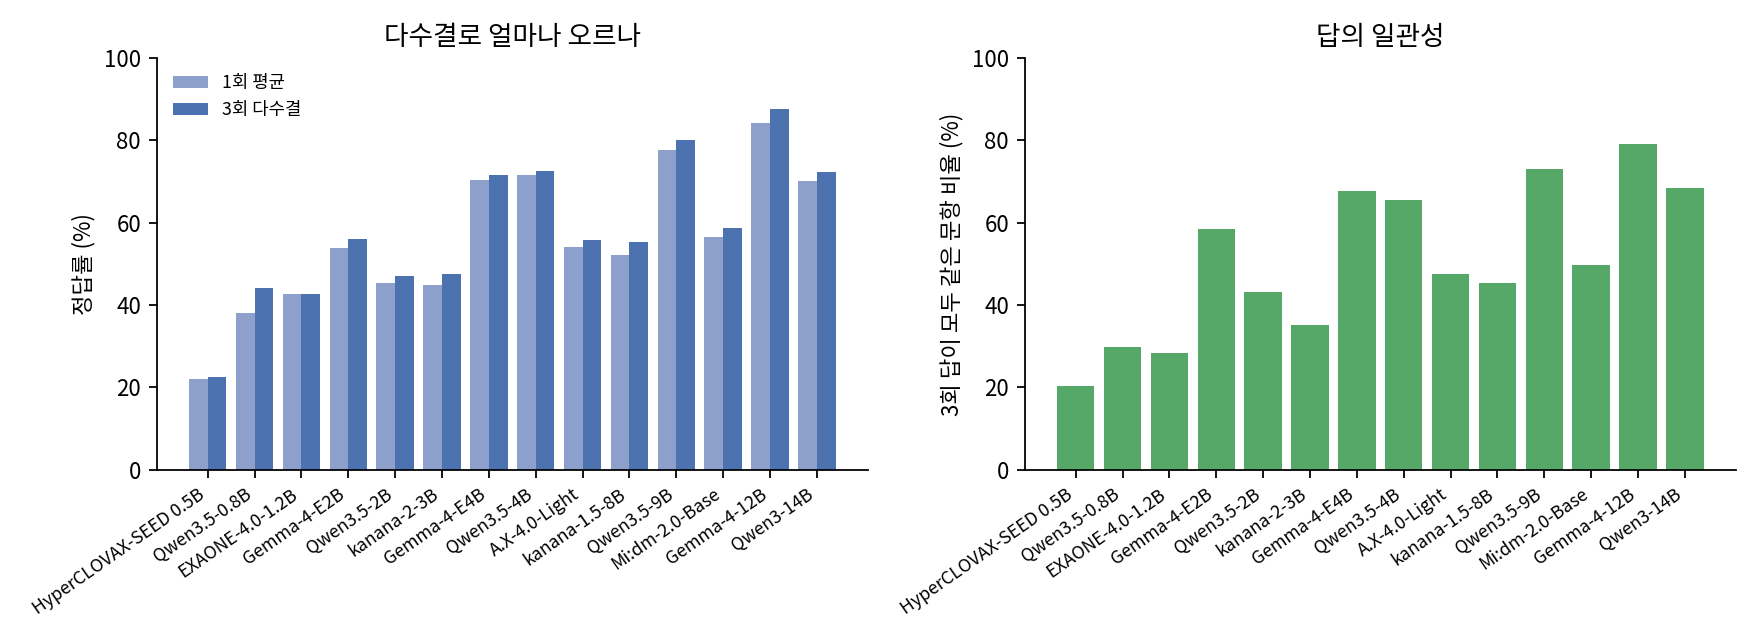 다수결로 얼마나 오르나
1회 평균
3회 다수결
정답률 (%)
100
80
60
40
20
0
HyperCLOVAX-SEED 0.5B
Qwen3.5-0.8B
EXAONE-4.0-1.2B
Gemma-4-E2B
Qwen3.5-2B
kanana-2-3B
Gemma-4-E4B
Qwen3.5-4B
A.X-4.0-Light
kanana-1.5-8B
Qwen3.5-9B
Mi:dm-2.0-Base
Gemma-4-12B
Qwen3-14B
답의 일관성
3회 답이 모두 같은 문항 비율 (%)
100
80
60
40
20
0
HyperCLOVAX-SEED 0.5B
Qwen3.5-0.8B
EXAONE-4.0-1.2B
Gemma-4-E2B
Qwen3.5-2B
kanana-2-3B
Gemma-4-E4B
Qwen3.5-4B
A.X-4.0-Light
kanana-1.5-8B
Qwen3.5-9B
Mi:dm-2.0-Base
Gemma-4-12B
Qwen3-14B